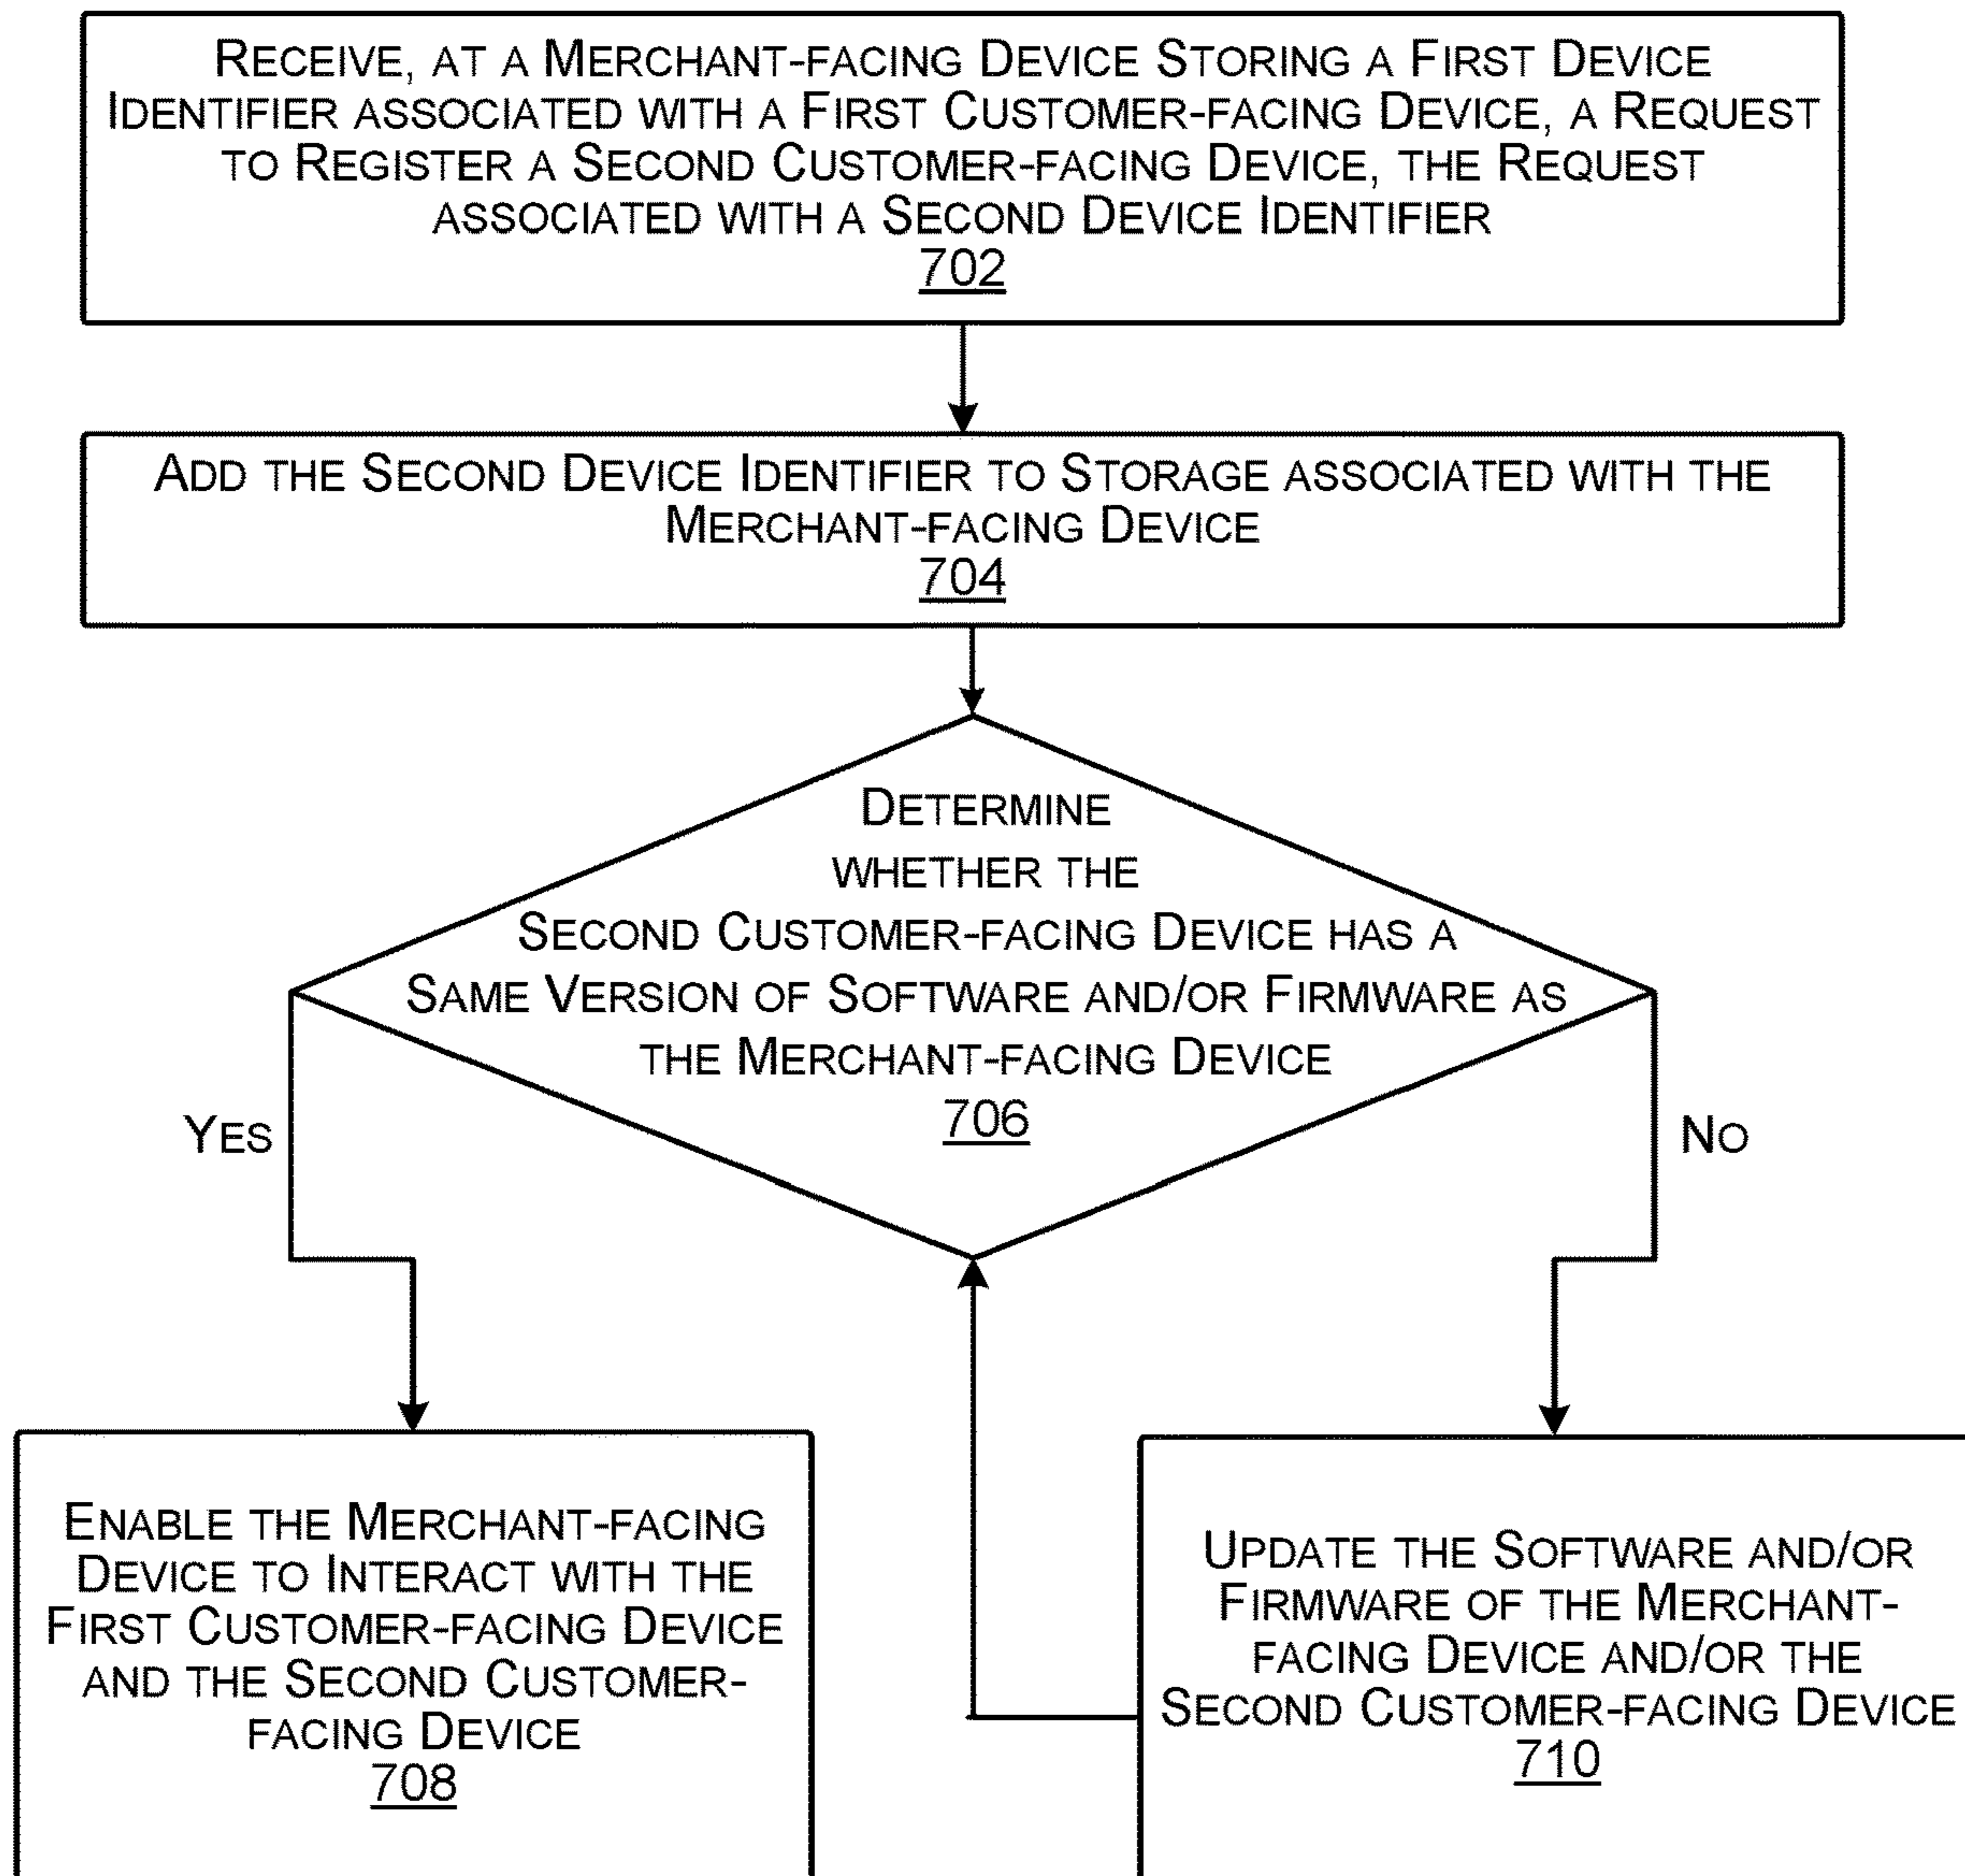 RECEIVE, AT A MERCHANT-FACING DEVICE STORING A FIRST DEVICE
IDENTIFIER ASSOCIATED WITH A FIRST CUSTOMER-FACING DEVICE, A REQUEST
TO REGISTER A SECOND CUSTOMER-FACING DEVICE, THE REQUEST
ASSOCIATED WITH A SECOND DEVICE IDENTIFIER
702
ADD THE SECOND DEVICE IDENTIFIER TO STORAGE ASSOCIATED WITH THE
MERCHANT-FACING DEVICE
704
DETERMINE
WHETHER THE
SECOND CUSTOMER-FACING DEVICE HAS A
SAME VERSION OF SOFTWARE AND/OR FIRMWARE AS
THE MERCHANT-FACING DEVICE
706
YES
NO
ENABLE THE MERCHANT-FACING
DEVICE TO INTERACT WITH THE
FIRST CUSTOMER-FACING DEVICE
AND THE SECOND CUSTOMER-
FACING DEVICE
708
UPDATE THE SOFTWARE AND/OR
FIRMWARE OF THE MERCHANT-
FACING DEVICE AND/OR THE
SECOND CUSTOMER-FACING DEVICE
710